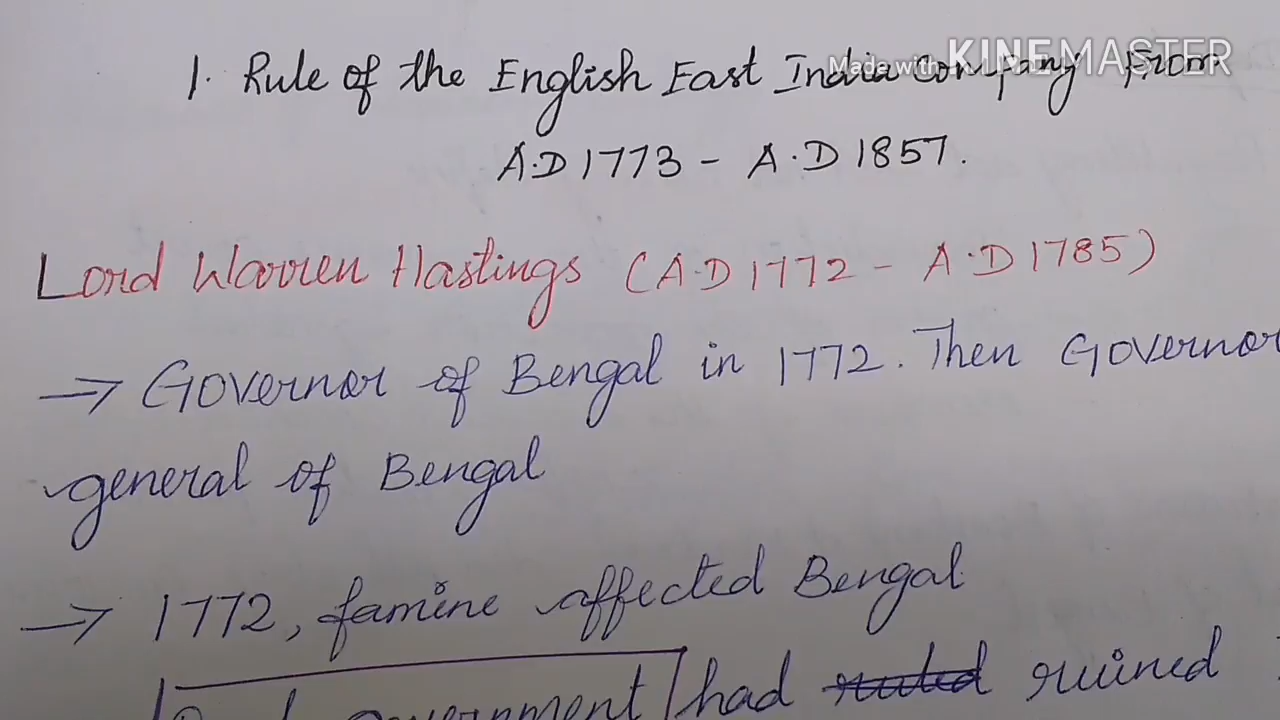 1. Rule of the English East India Company From
Made with KINEMASTER
A.D 1773 - A.D 1857.
Lord Warren Hastings (A.D 1772 - A.D 1785)
→ Governor of Bengal in 1772. Then Governor
general of Bengal
→ 1772, famine affected Bengal
government had ruled ruined